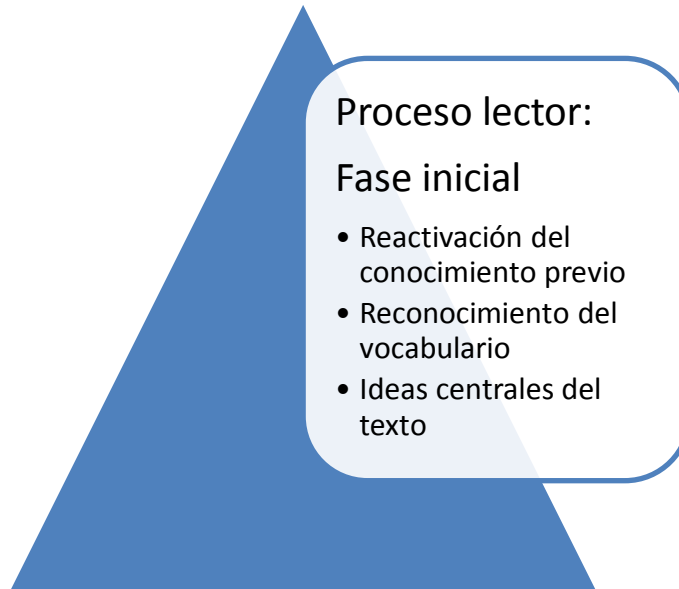 Proceso lector:
Fase inicial
• Reactivación del
conocimiento previo
• Reconocimiento del
vocabulario
• Ideas centrales del
texto